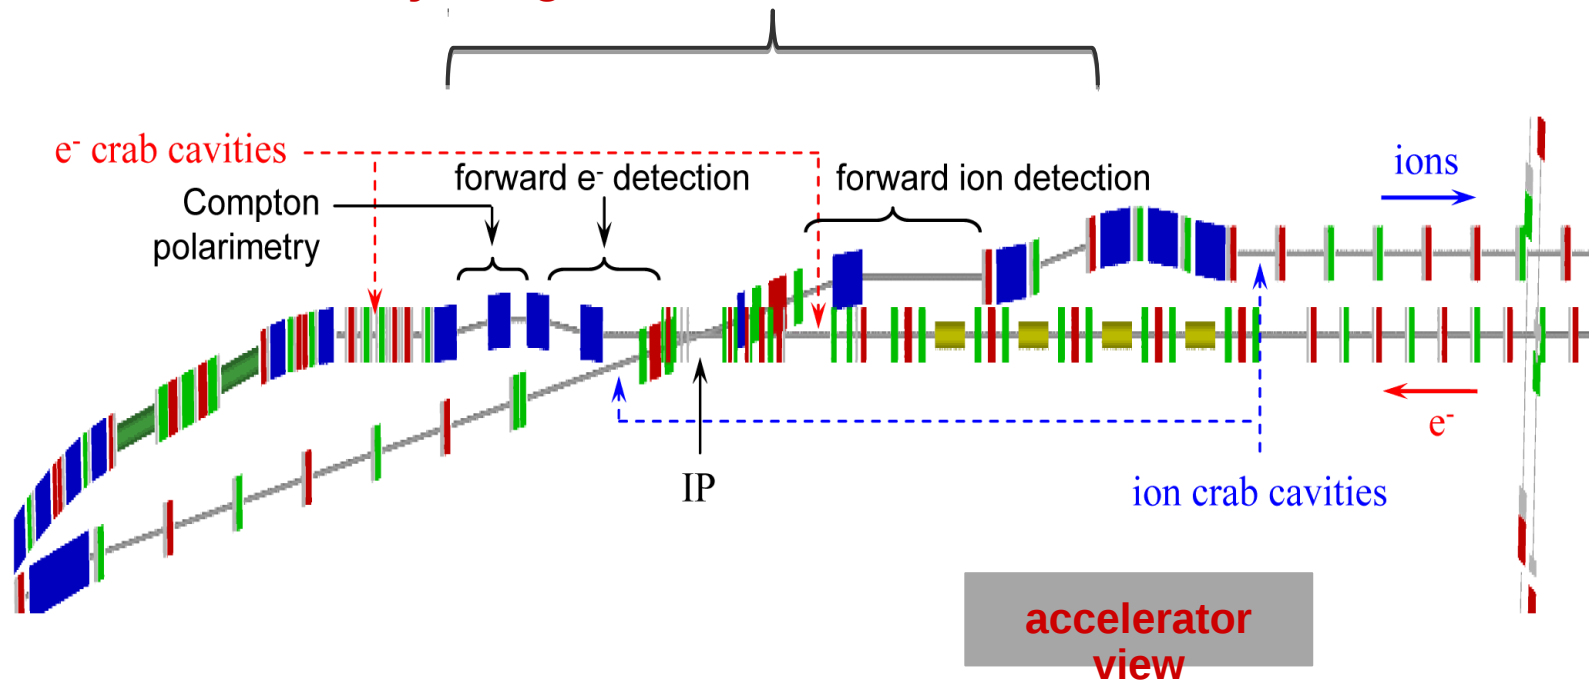 e- crab cavities
Compton
polarimetry
forward e- detection
forward ion detection
ions
e-
IP
ion crab cavities
accelerator
view